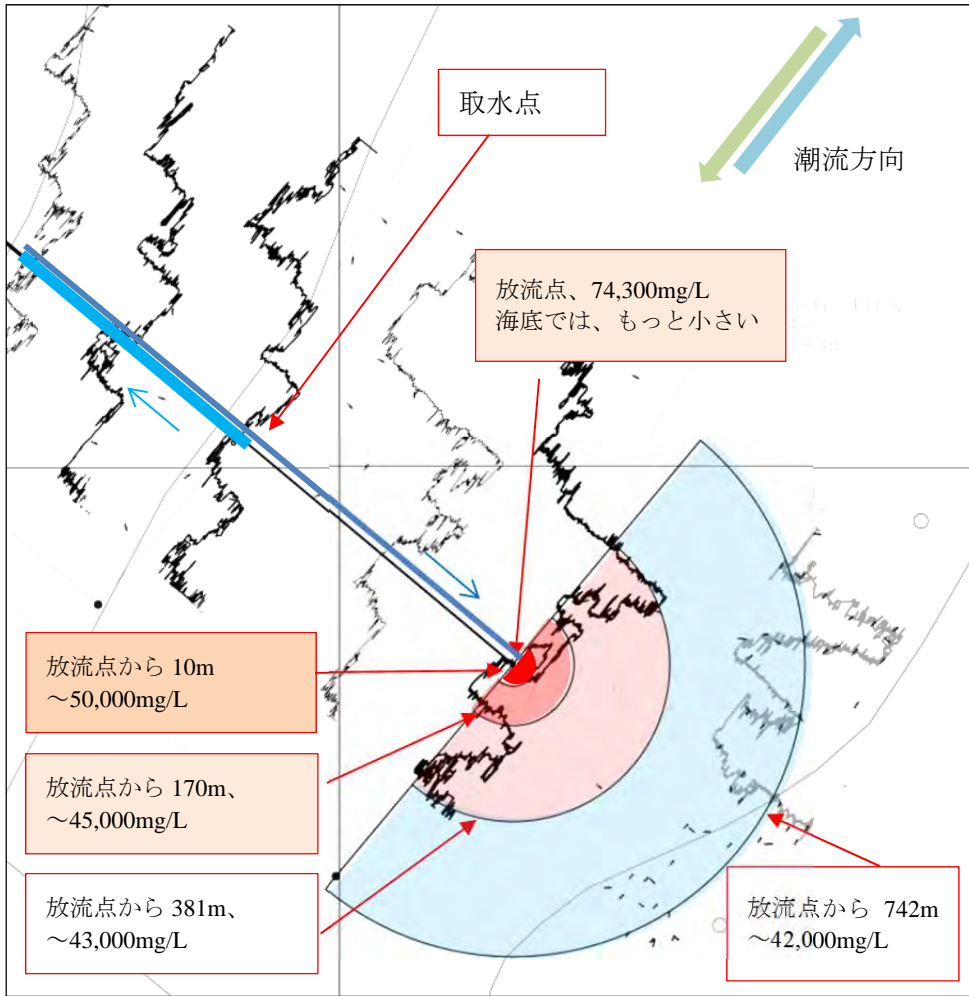 取水点
潮流方向
放流点、74,300mg/L
海底では、もっと小さい
放流点から 10m
～50,000mg/L
放流点から 170m、
～45,000mg/L
放流点から 381m、
～43,000mg/L
放流点から 742m
～42,000mg/L